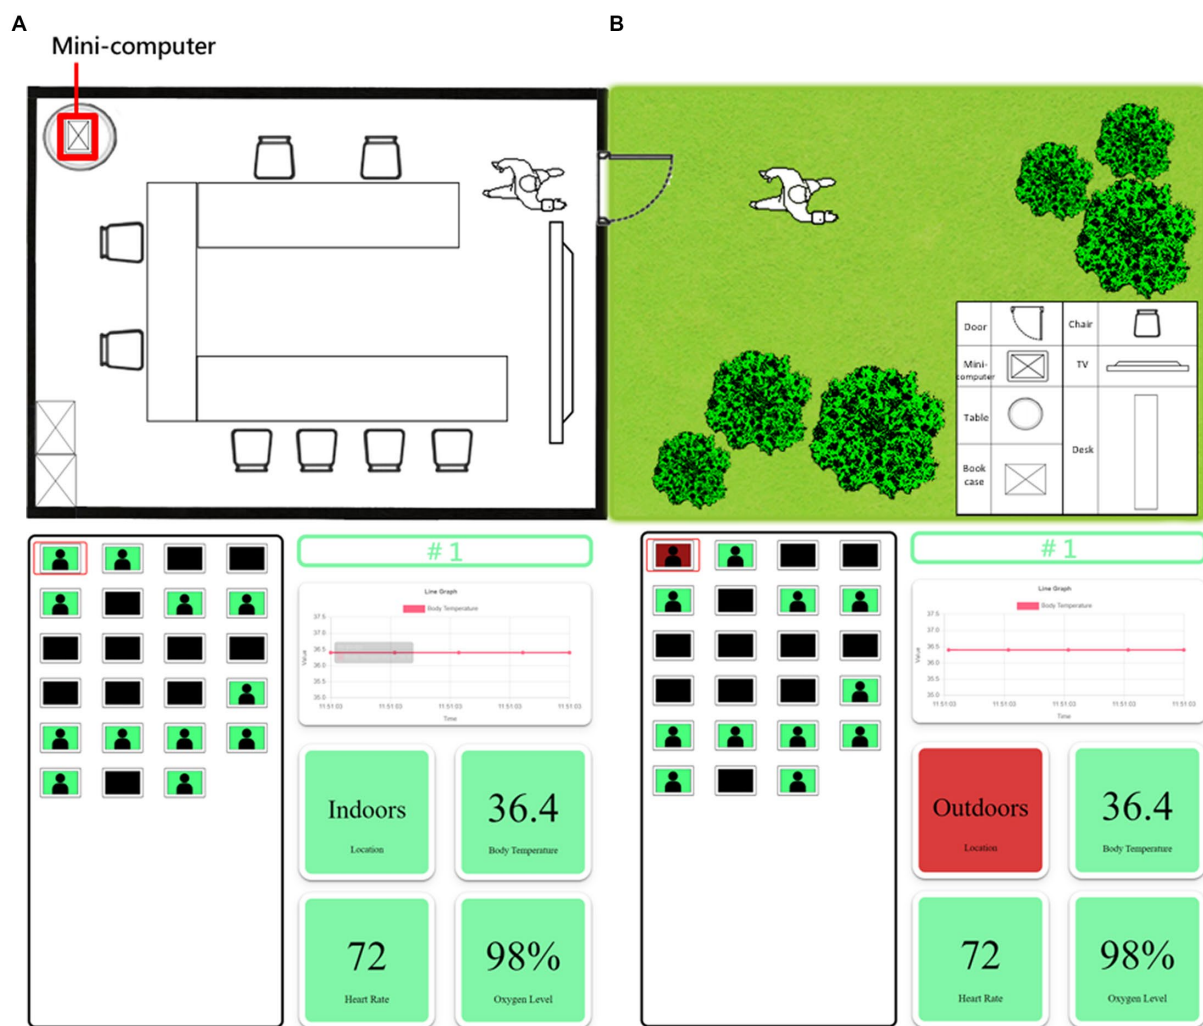 A
B
Mini-computer
Door
Chair
Mini-
computer
TV
Table
Desk
Book
case
# 1
Line Graph
Body Temperature
37.5
37.0
36.5
36.0
35.5
35.0
Value
11:51:03 11:51:03 11:51:03 11:51:03 11:51:03
Time
Indoors
Location
36.4
Body Temperature
72
Heart Rate
98%
Oxygen Level
# 1
Line Graph
Body Temperature
37.5
37.0
36.5
36.0
35.5
35.0
Value
11:51:03 11:51:03 11:51:03 11:51:03 11:51:03
Time
Outdoors
Location
36.4
Body Temperature
72
Heart Rate
98%
Oxygen Level